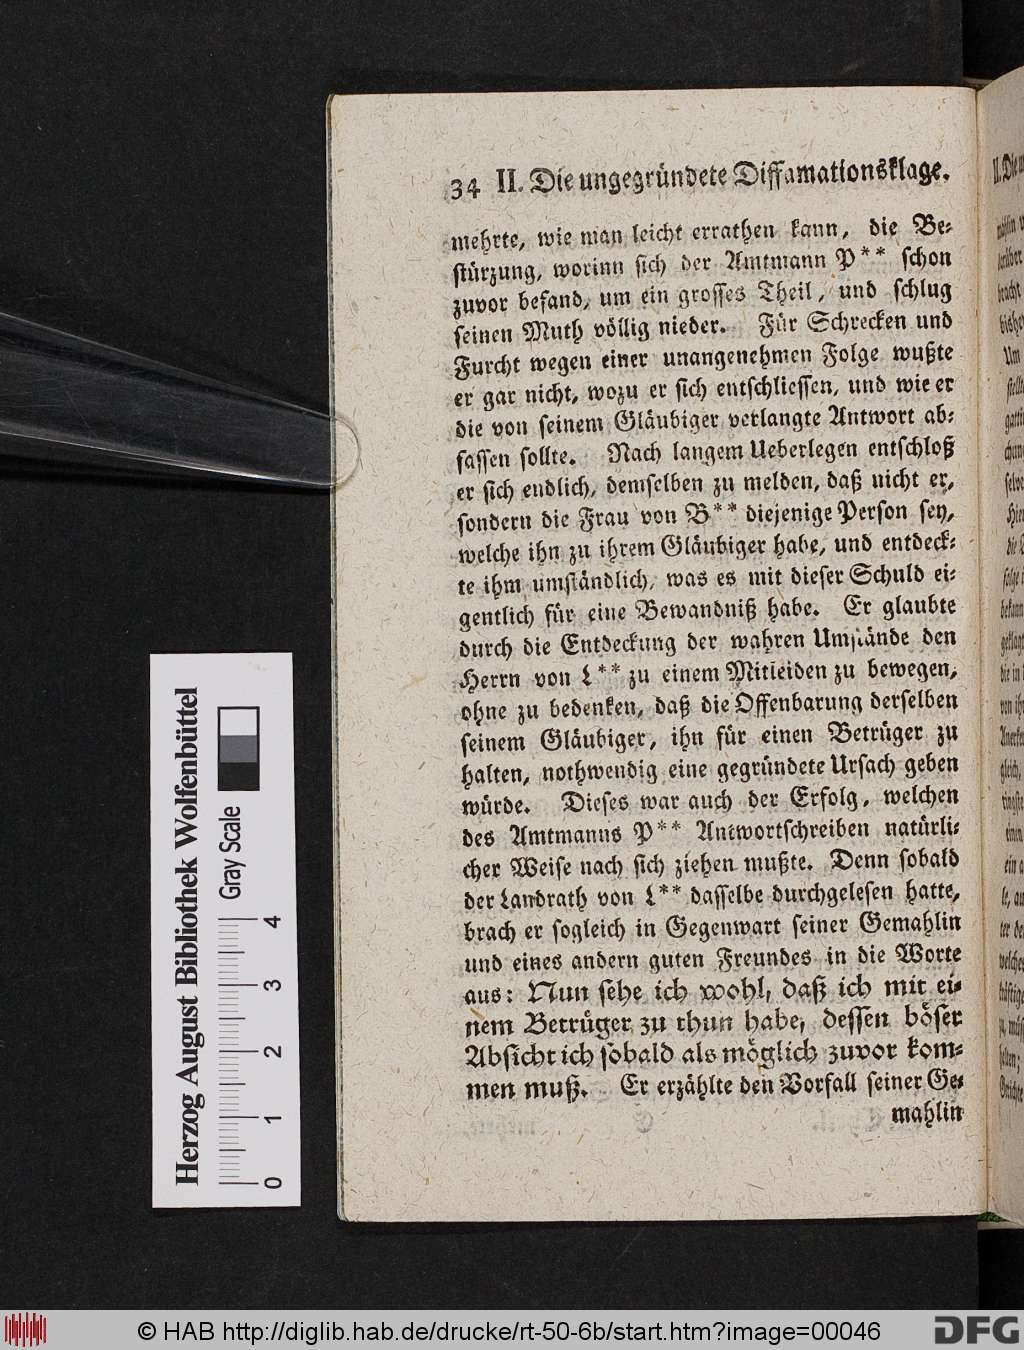 34 II. Die ungegründete Diffamationsklage.
mehrte, wie man leicht errathen kann, die Be-
stürzung, worinn sich der Amtmann P** schon
zuvor befand, um ein grosses Theil, und schlug
seinen Muth völlig nieder. Für Schrecken und
Furcht wegen einer unangenehmen Folge wußte
er gar nicht, wozu er sich entschliessen, und wie er
die von seinem Gläubiger verlangte Antwort ab-
fassen sollte. Nach langem Ueberlegen entschloß
er sich endlich, demselben zu melden, daß nicht er,
sondern die Frau von B** diejenige Person sey,
welche ihn zu ihrem Gläubiger habe, und entdeck-
te ihm umständlich, was es mit dieser Schuld ei-
gentlich für eine Bewandniß habe. Er glaubte
durch die Entdeckung der wahren Umstände den
Herrn von L** zu einem Mitleiden zu bewegen,
ohne zu bedenken, daß die Offenbarung derselben
seinem Gläubiger, ihn für einen Betrüger zu
halten, nothwendig eine gegründete Ursach geben
würde. Dieses war auch der Erfolg, welchen
des Amtmanns P** Antwortschreiben natürli-
cher Weise nach sich ziehen mußte. Denn sobald
der Landrath von L** dasselbe durchgelesen hatte,
brach er sogleich in Gegenwart seiner Gemahlin
und eines andern guten Freundes in die Worte
aus: Nun sehe ich wohl, daß ich mit ei-
nem Betrüger zu thun habe, dessen böser
Absicht ich sobald als möglich zuvor kom-
men muß. Er erzählte den Vorfall seiner Ge-
mahlin
Herzog August Bibliothek Wolfenbüttel
Gray Scale
0 1 2 3 4
© HAB http://diglib.hab.de/drucke/rt-50-6b/start.htm?image=00046
DFG